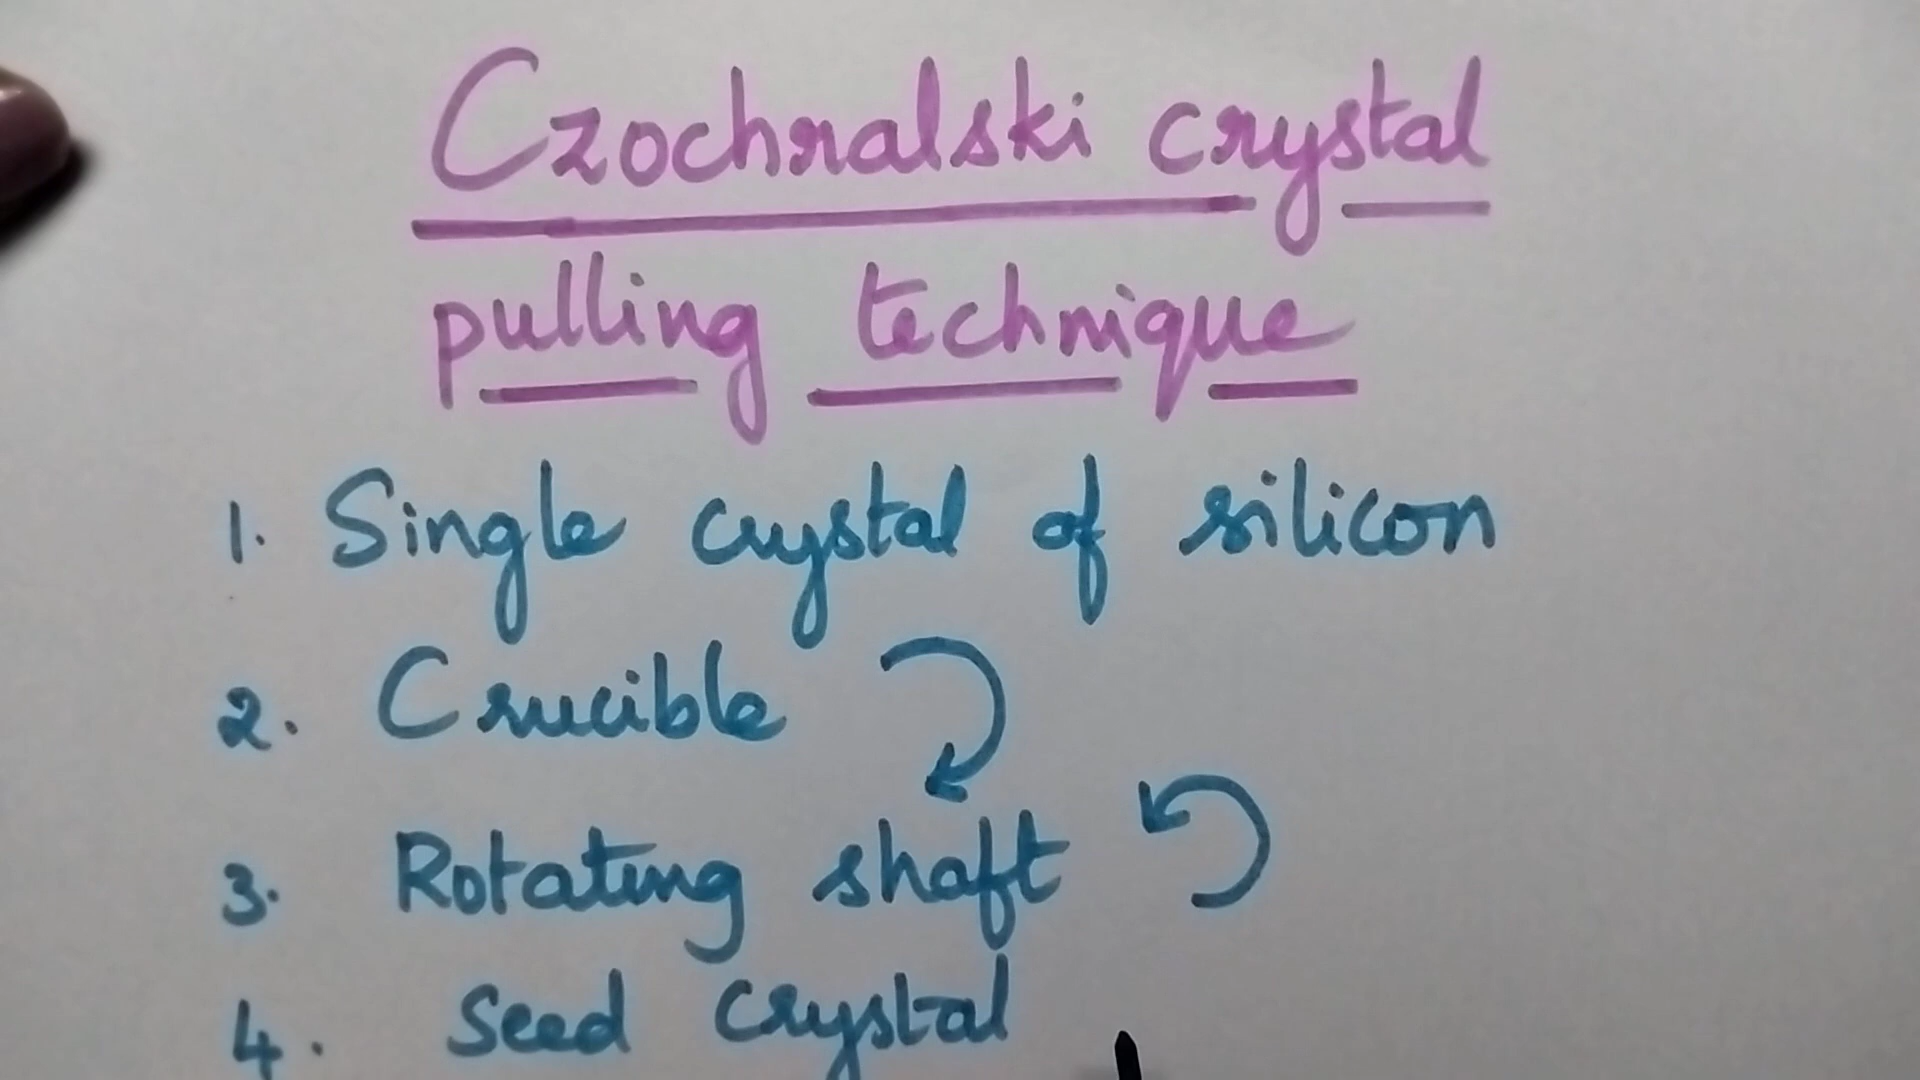 Czochralski crystal
pulling technique
1. Single crystal of silicon
2. Crucible
3. Rotating shaft
4. Seed crystal